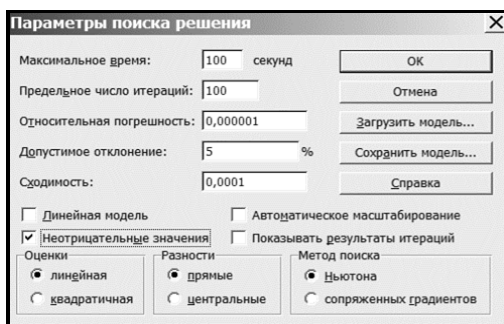 Параметры поиска решения
Максимальное время: 100 секунд ОК
Предельное число итераций: 100 Отмена
Относительная погрешность: 0,000001 Загрузить модель...
Допустимое отклонение: 5 % Сохранить модель...
Сходимость: 0,0001 Справка
Линейная модель Автоматическое масштабирование
Неотрицательные значения Показывать результаты итераций
Оценки Разности Метод поиска
линейная прямые Ньютона
квадратичная центральные сопряженных градиентов